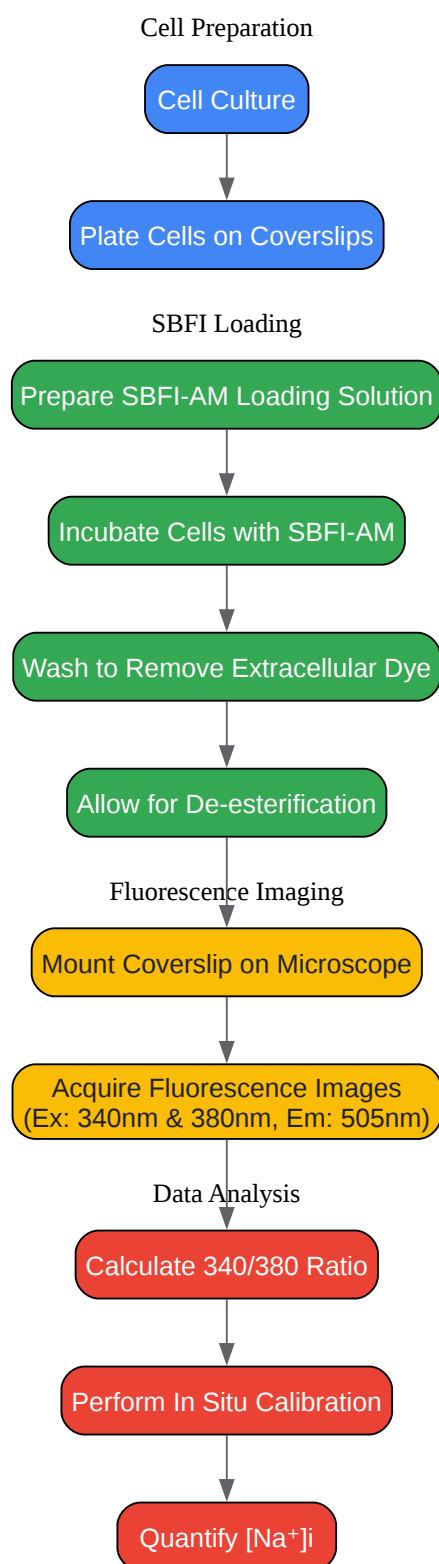 Cell Preparation
Cell Culture
Plate Cells on Coverslips
SBFI Loading
Prepare SBFI-AM Loading Solution
Incubate Cells with SBFI-AM
Wash to Remove Extracellular Dye
Allow for De-esterification
Fluorescence Imaging
Mount Coverslip on Microscope
Acquire Fluorescence Images
(Ex: 340nm & 380nm, Em: 505nm)
Data Analysis
Calculate 340/380 Ratio
Perform In Situ Calibration
Quantify [Na⁺]i